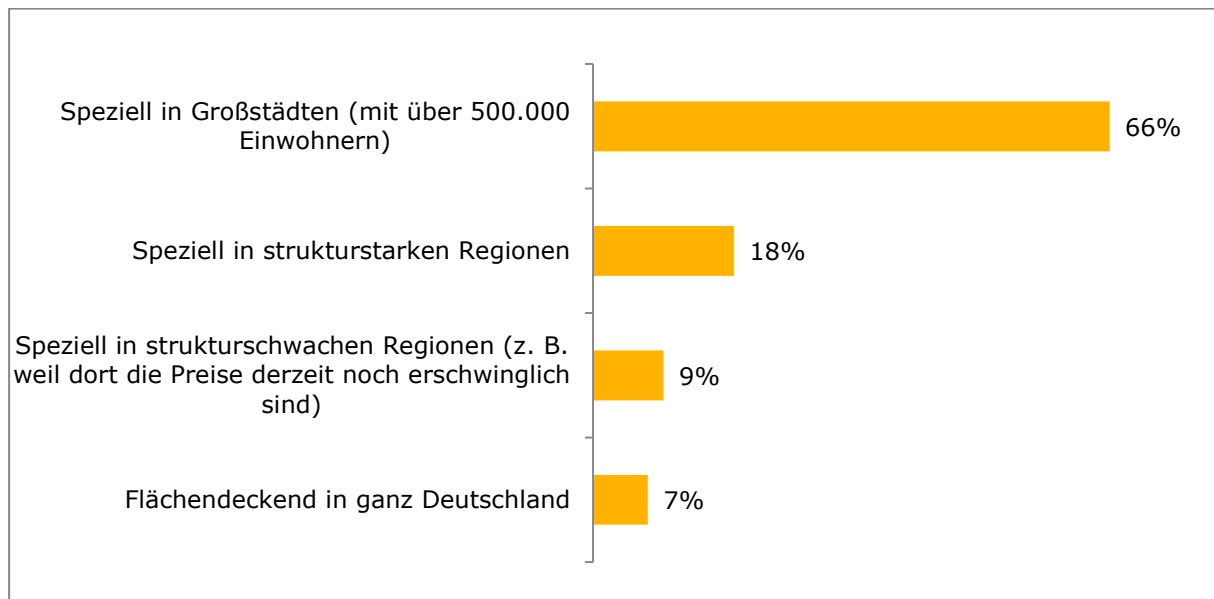 Speziell in Großstädten (mit über 500.000
Einwohnern)
66%
Speziell in strukturstarken Regionen
18%
Speziell in strukturschwachen Regionen (z. B.
weil dort die Preise derzeit noch erschwinglich
sind)
9%
Flächendeckend in ganz Deutschland
7%